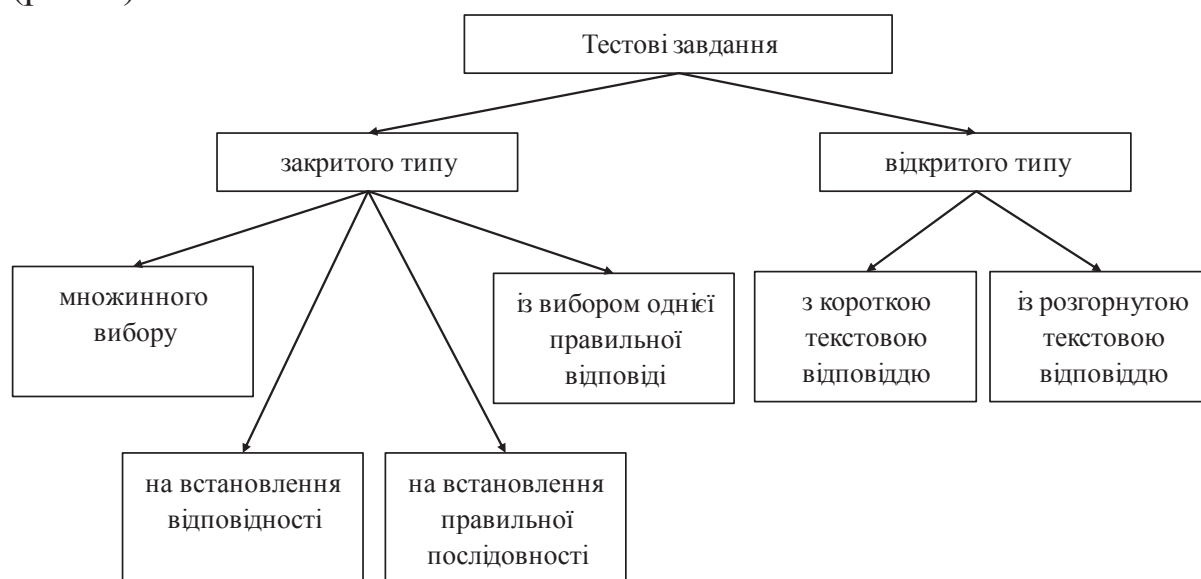 Тестові завдання
закритого типу
відкритого типу
множинного
вибору
із вибором однієї
правильної
відповіді
з короткою
текстовою
відповіддю
із розгорнутою
текстовою
відповіддю
на встановлення
відповідності
на встановлення
правильної
послідовності